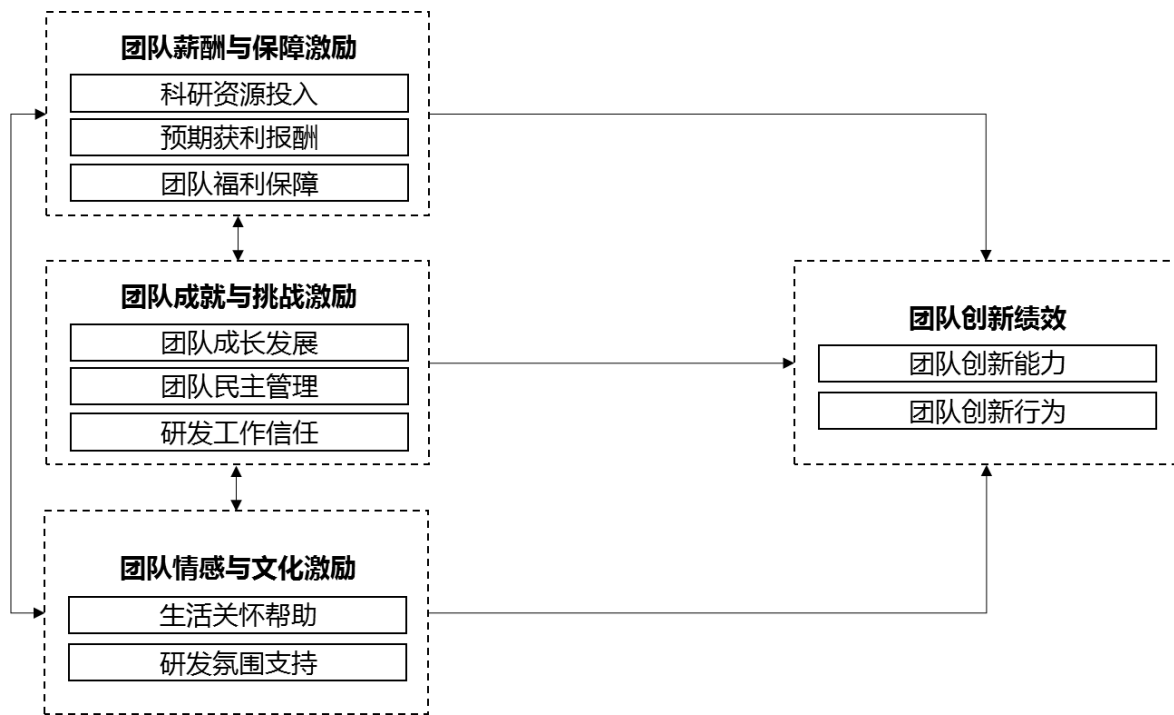 团队薪酬与保障激励
科研资源投入
预期获利报酬
团队福利保障
团队成就与挑战激励
团队成长发展
团队民主管理
研发工作信任
团队情感与文化激励
生活关怀帮助
研发氛围支持
团队创新绩效
团队创新能力
团队创新行为